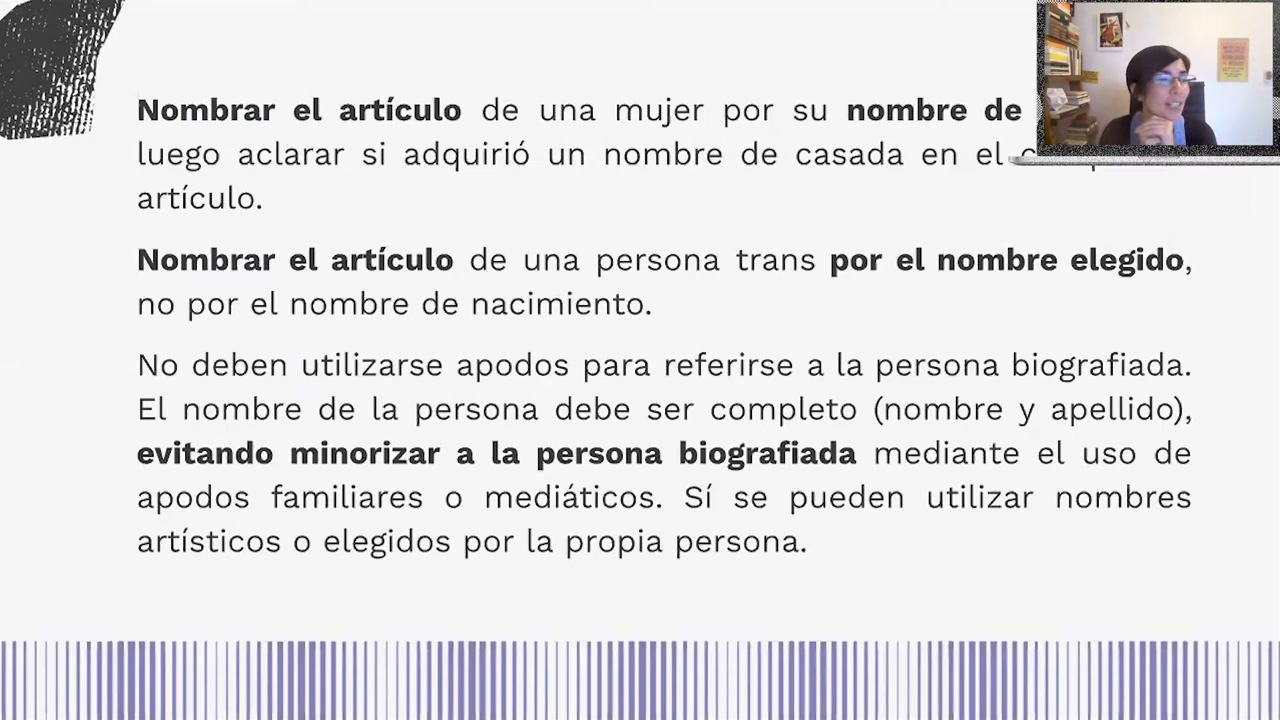 Nombrar el artículo de una mujer por su nombre de
luego aclarar si adquirió un nombre de casada en el
artículo.
Nombrar el artículo de una persona trans por el nombre elegido,
no por el nombre de nacimiento.
No deben utilizarse apodos para referirse a la persona biografiada.
El nombre de la persona debe ser completo (nombre y apellido),
evitando minorizar a la persona biografiada mediante el uso de
apodos familiares o mediáticos. Sí se pueden utilizar nombres
artísticos o elegidos por la propia persona.